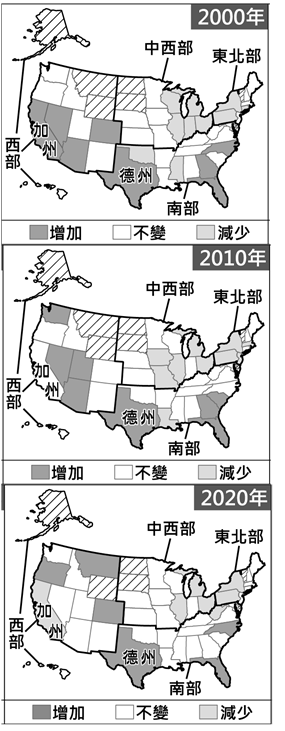 2000年
中西部
東北部
加州
西部
德州
南部
增加 不變 減少
2010年
中西部
東北部
加州
西部
德州
南部
增加 不變 減少
2020年
中西部
東北部
加州
西部
德州
南部
增加 不變 減少